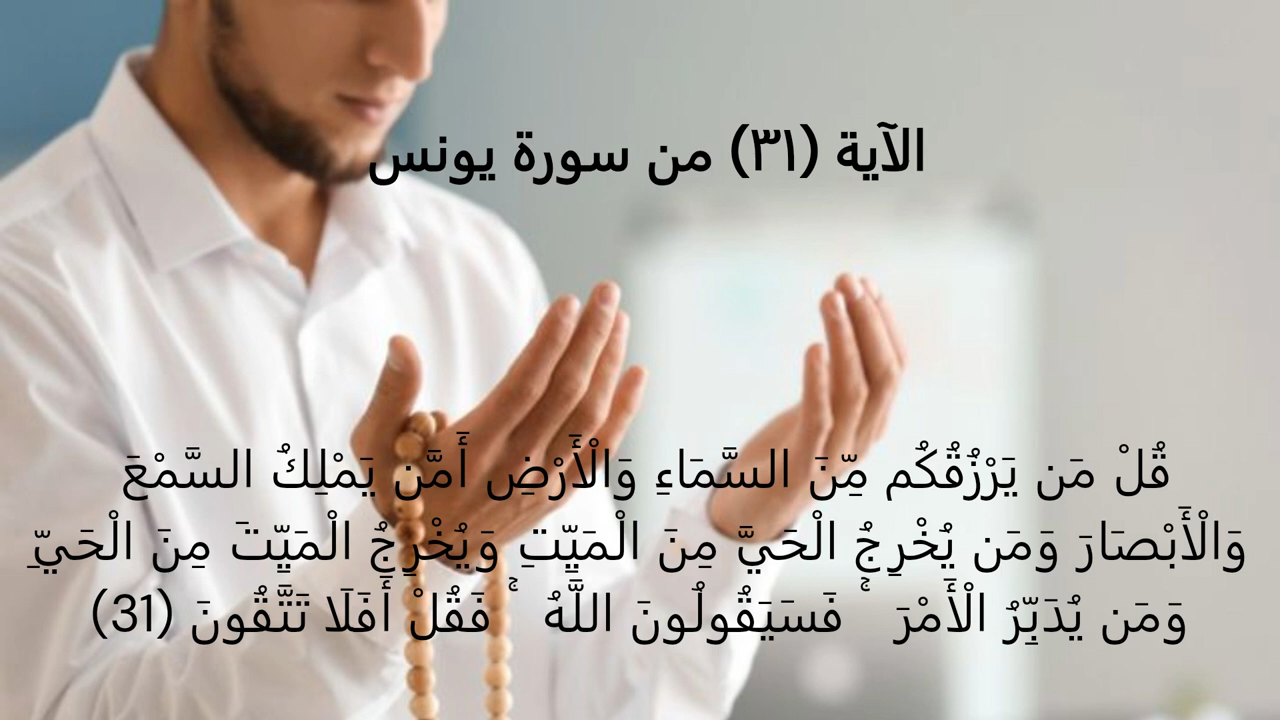 الآية (٣١) من سورة يونس
قُلْ مَن يَرْزُقُكُم مِّنَ السَّمَاءِ وَالْأَرْضِ أَمَّن يَمْلِكُ السَّمْعَ
وَالْأَبْصَارَ وَمَن يُخْرِجُ الْحَيَّ مِنَ الْمَيِّتِ وَيُخْرِجُ الْمَيِّتَ مِنَ الْحَيِّ
وَمَن يُدَبِّرُ الْأَمْرَ ۚ فَسَيَقُولُونَ اللَّهُ ۚ فَقُلْ أَفَلَا تَتَّقُونَ (31)